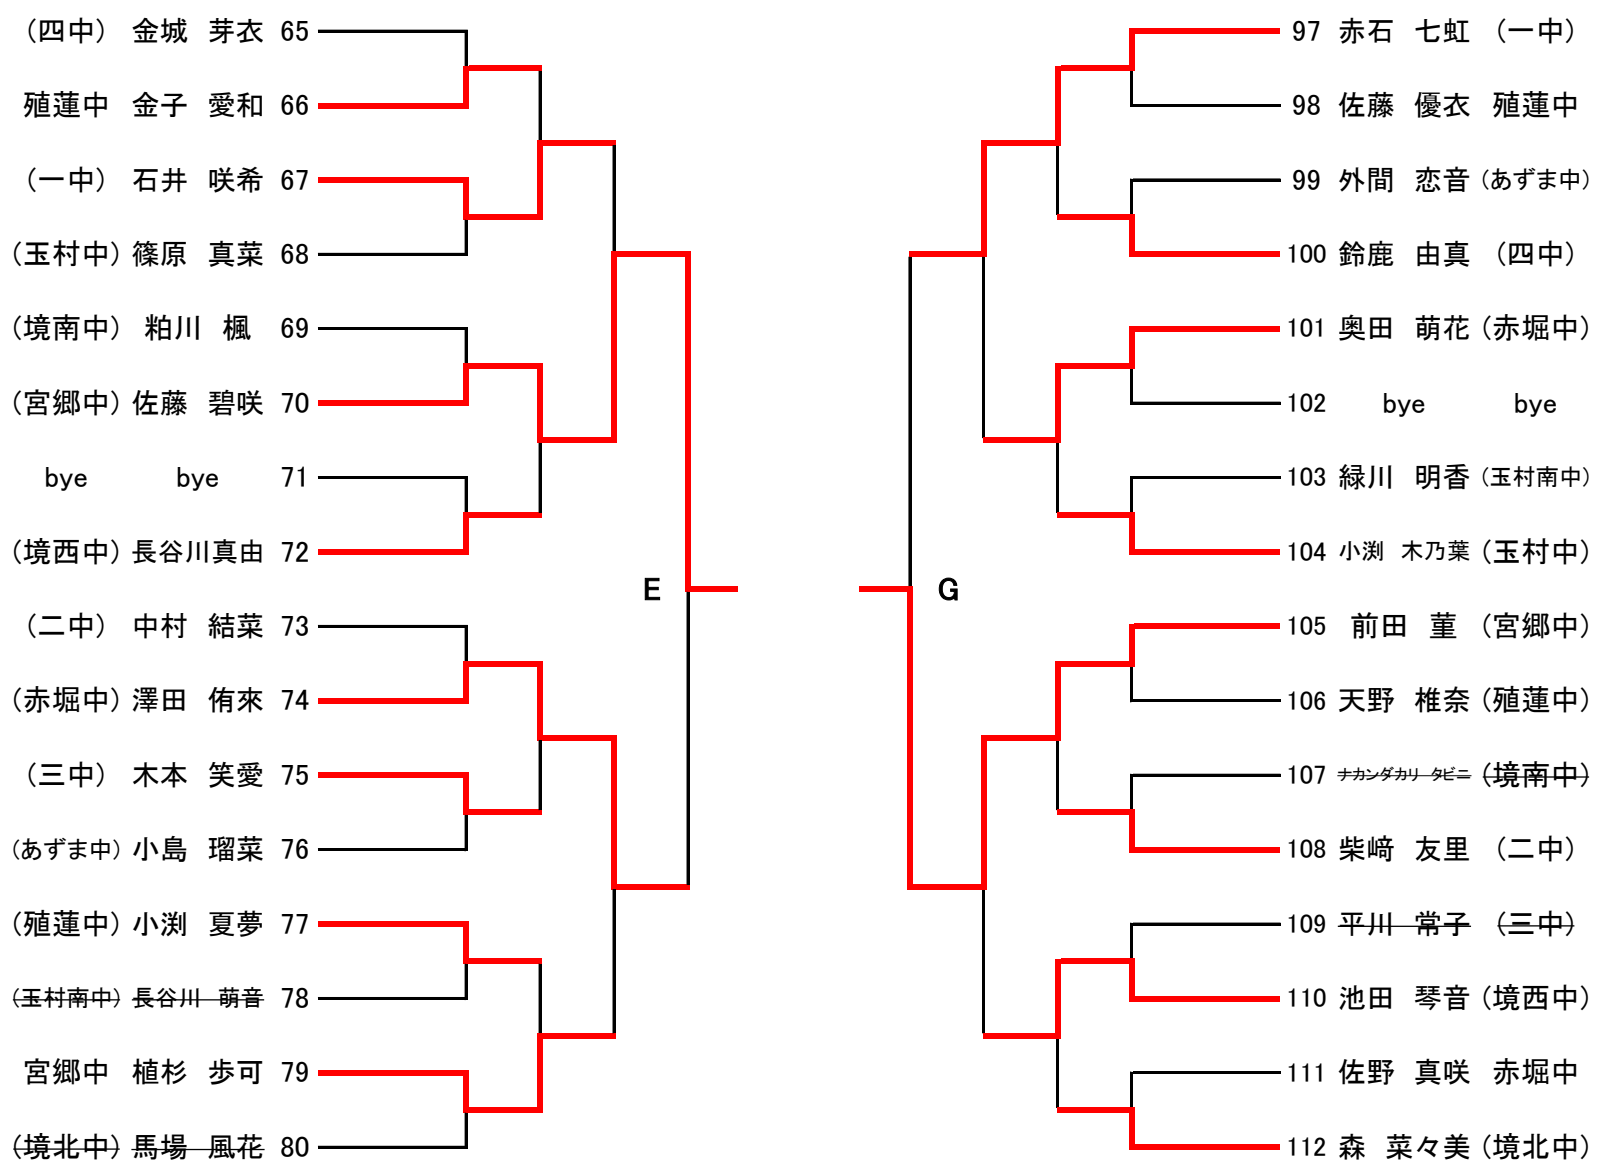 (四中) 金城 芽衣 65
殖蓮中 金子 愛和 66
(一中) 石井 咲希 67
(玉村中) 篠原 真菜 68
(境南中) 粕川 楓 69
(宮郷中) 佐藤 碧咲 70
bye bye 71
(境西中) 長谷川真由 72
E
(二中) 中村 結菜 73
(赤堀中) 澤田 侑來 74
(三中) 木本 笑愛 75
(あずま中) 小島 瑠菜 76
(殖蓮中) 小渕 夏夢 77
(玉村南中) 長谷川 萌音 78
宮郷中 植杉 歩可 79
(境北中) 馬場 風花 80
97 赤石 七虹 (一中)
98 佐藤 優衣 殖蓮中
99 外間 恋音 (あずま中)
100 鈴鹿 由真 (四中)
101 奥田 萌花 (赤堀中)
102 bye bye
103 緑川 明香 (玉村南中)
104 小渕 木乃葉 (玉村中)
G
105 前田 菫 (宮郷中)
106 天野 椎奈 (殖蓮中)
107 ナカンダカリ タビニ (境南中)
108 柴﨑 友里 (二中)
109 平川 常子 (三中)
110 池田 琴音 (境西中)
111 佐野 真咲 赤堀中
112 森 菜々美 (境北中)